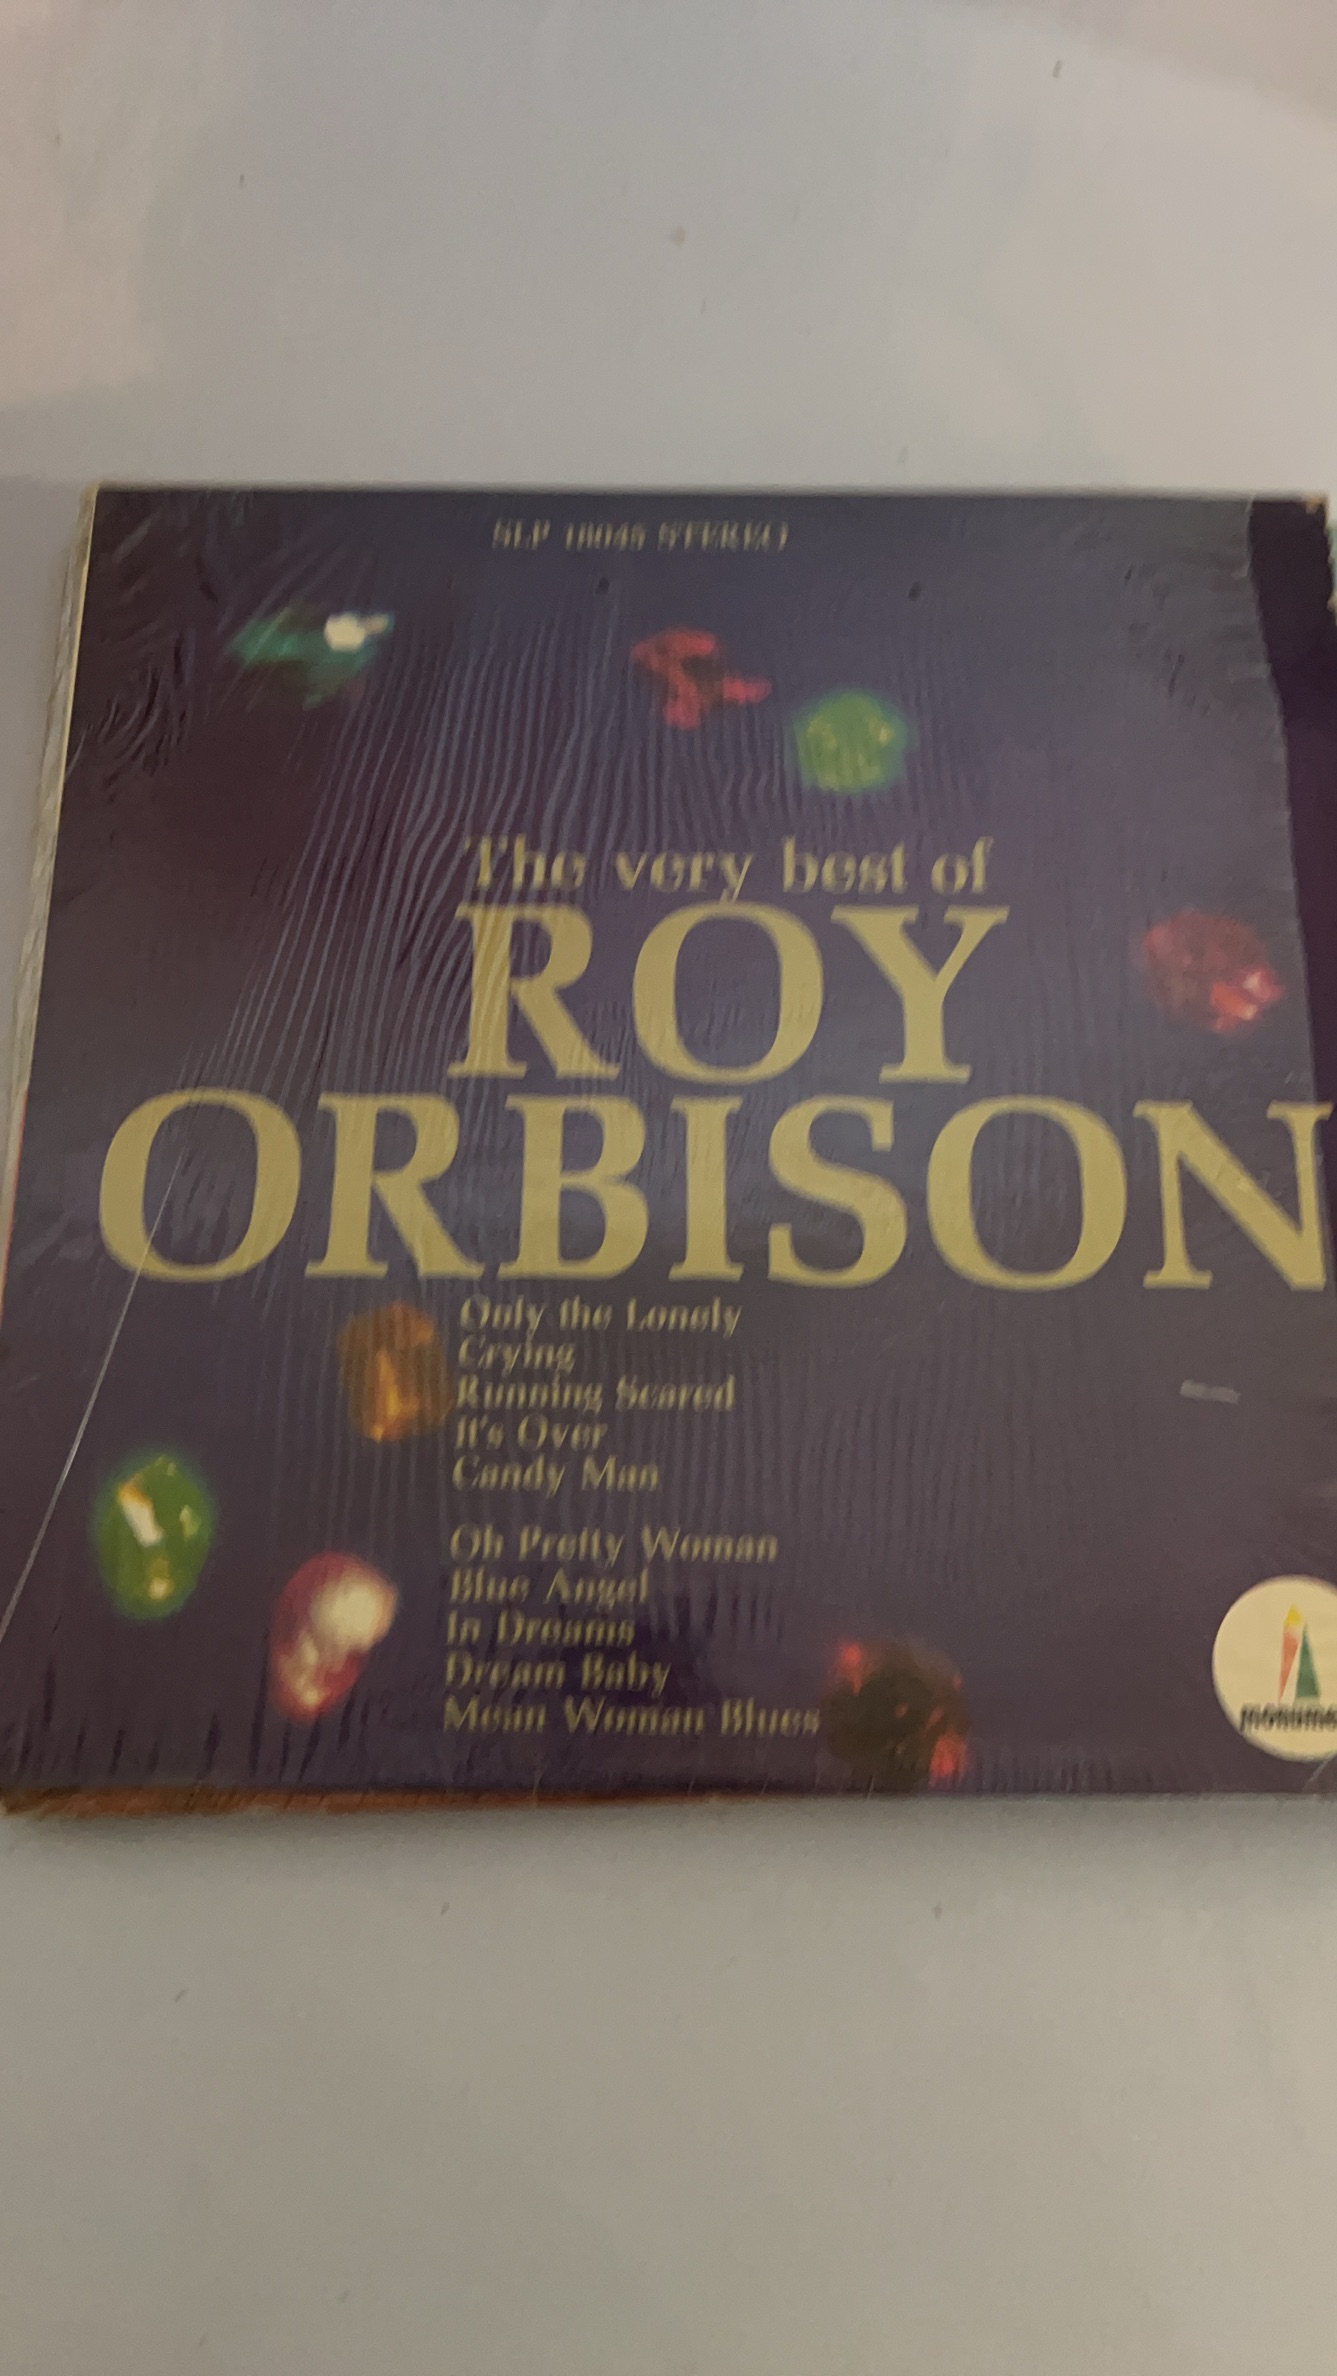 SLP 18045 STEREO
The very best of
ROY
ORBISON
Only the Lonely
Crying
Running Scared
It's Over
Candy Man
Oh Pretty Woman
Blue Angel
In Dreams
Dream Baby
Mean Woman Blues
monume